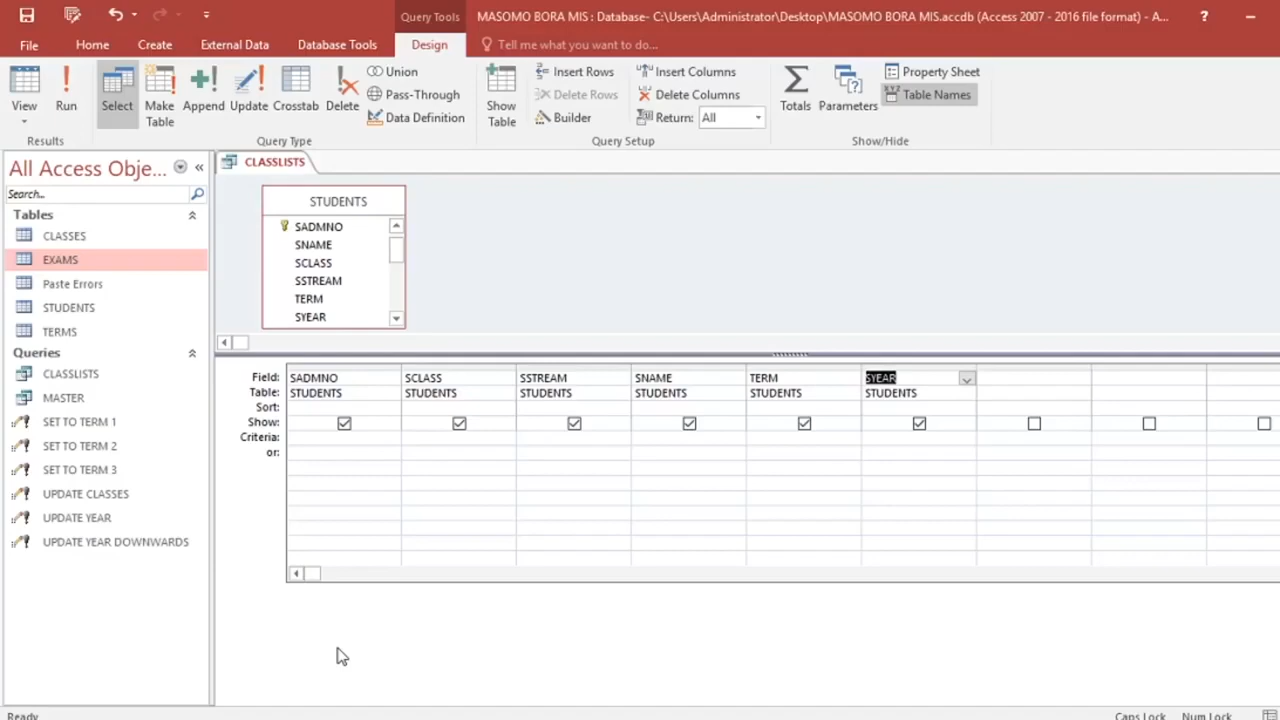 Query Tools
MASOMO BORA MIS : Database- C:\Users\Administrator\Desktop\MASOMO BORA MIS.accdb (Access 2007 - 2016 file format) - A...
?
File Home Create External Data Database Tools Design Tell me what you want to do...
View
Run
Select
Make Table
Append
Update
Crosstab
Delete
Union
Pass-Through
Data Definition
Show Table
Insert Rows
Delete Rows
Builder
Insert Columns
Delete Columns
Return: All
Totals
Parameters
Property Sheet
XYZ
Table Names
Results
Query Type
Query Setup
Show/Hide
All Access Obje...
Search...
Tables
CLASSES
EXAMS
Paste Errors
STUDENTS
TERMS
Queries
CLASSLISTS
MASTER
SET TO TERM 1
SET TO TERM 2
SET TO TERM 3
UPDATE CLASSES
UPDATE YEAR
UPDATE YEAR DOWNWARDS
CLASSLISTS
STUDENTS
SADMNO
SNAME
SCLASS
SSTREAM
TERM
SYEAR
Field: SADMNO SCLASS SSTREAM SNAME TERM SYEAR
Table: STUDENTS STUDENTS STUDENTS STUDENTS STUDENTS STUDENTS
Sort:
Show:
Criteria:
or:
Ready
Caps Lock Num Lock